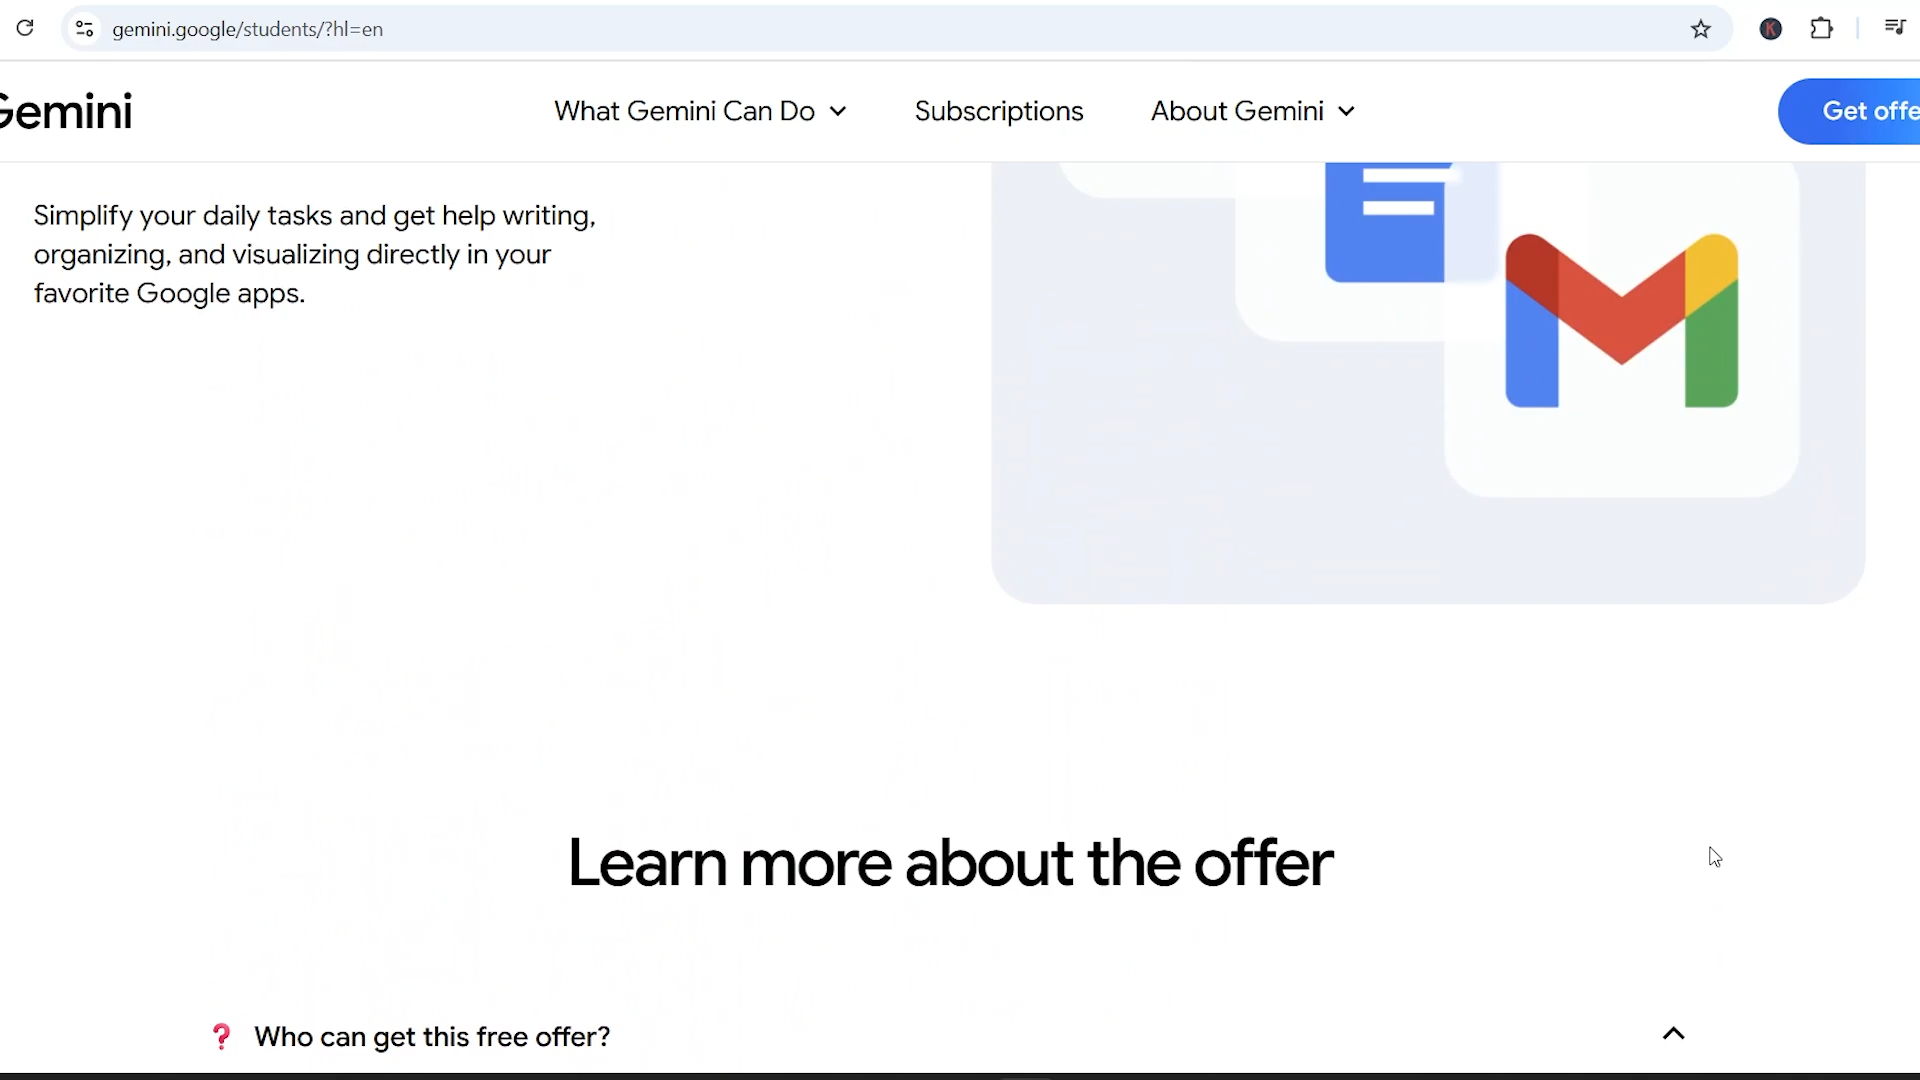 gemini.google/students/?hl=en
K
Gemini
What Gemini Can Do
Subscriptions
About Gemini
Get offe
Simplify your daily tasks and get help writing,
organizing, and visualizing directly in your
favorite Google apps.
Learn more about the offer
❓ Who can get this free offer?